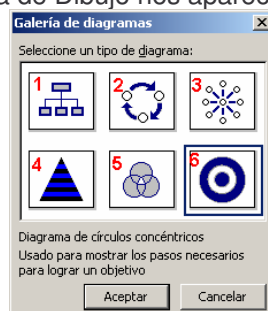 a de Dibujo nos aparec
Galería de diagramas
Seleccione un tipo de diagrama:
1 2 3
4 5 6
Diagrama de círculos concéntricos
Usado para mostrar los pasos necesarios
para lograr un objetivo
Aceptar Cancelar